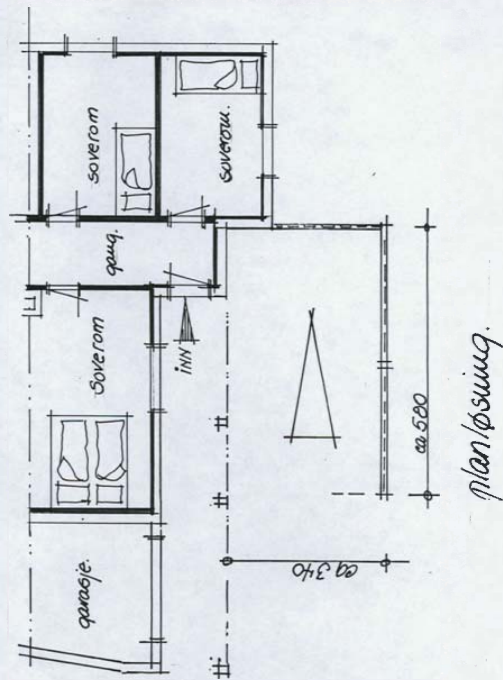 garasje.
Soverom
gang.
soverom
INN
soverom.
ca 340
ca 580
planløsning.